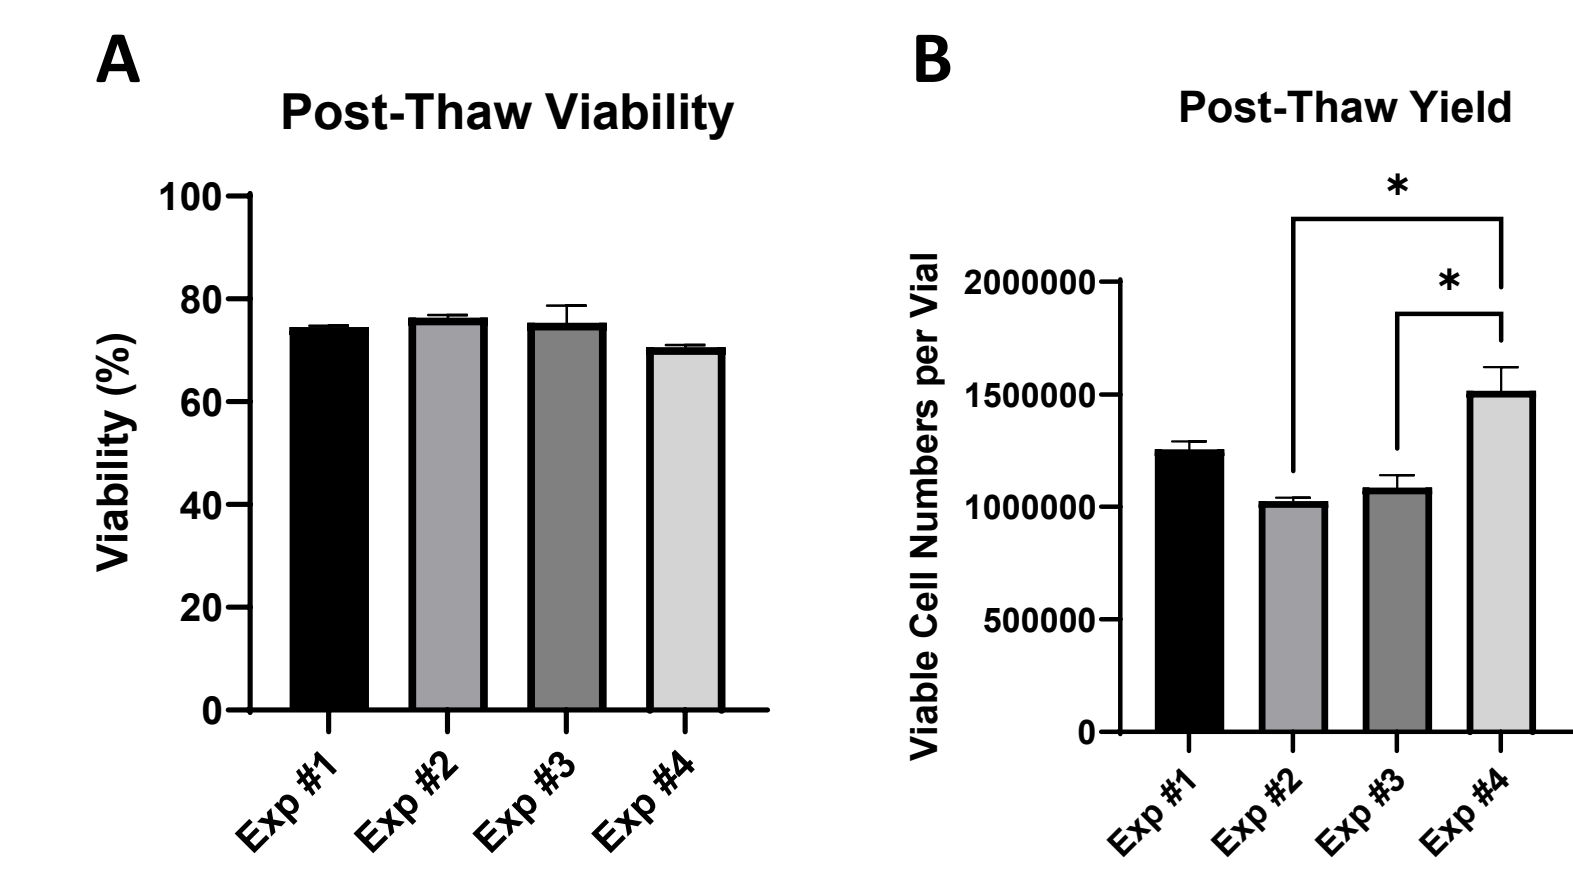 A
Post-Thaw Viability
Viability (%)
100
80
60
40
20
0
Exp #1
Exp #2
Exp #3
Exp #4
B
Post-Thaw Yield
*
*
Viable Cell Numbers per Vial
2000000
1500000
1000000
500000
0
Exp #1
Exp #2
Exp #3
Exp #4